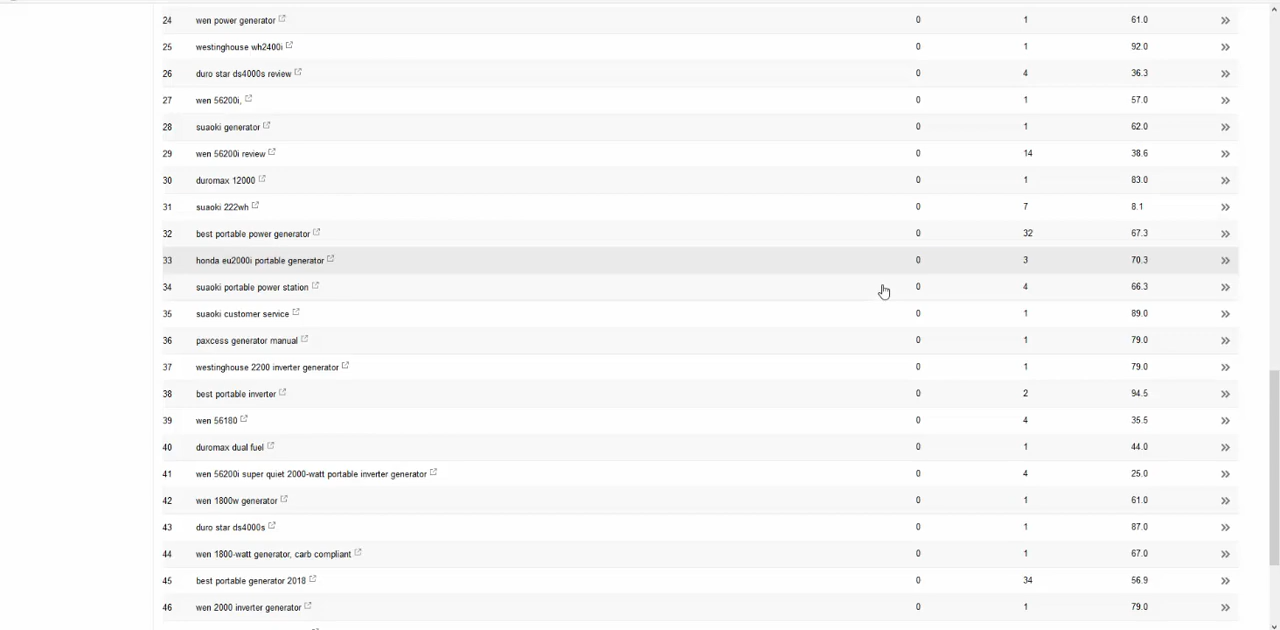 24 wen power generator 0 1 61.0 »
25 westinghouse wh2400i 0 1 92.0 »
26 duro star ds4000s review 0 4 36.3 »
27 wen 56200i, 0 1 57.0 »
28 suaoki generator 0 1 62.0 »
29 wen 56200i review 0 14 38.6 »
30 duromax 12000 0 1 83.0 »
31 suaoki 222wh 0 7 8.1 »
32 best portable power generator 0 32 67.3 »
33 honda eu2000i portable generator 0 3 70.3 »
34 suaoki portable power station 0 4 66.3 »
35 suaoki customer service 0 1 89.0 »
36 paxcess generator manual 0 1 79.0 »
37 westinghouse 2200 inverter generator 0 1 79.0 »
38 best portable inverter 0 2 94.5 »
39 wen 56180 0 4 35.5 »
40 duromax dual fuel 0 1 44.0 »
41 wen 56200i super quiet 2000-watt portable inverter generator 0 4 25.0 »
42 wen 1800w generator 0 1 61.0 »
43 duro star ds4000s 0 1 87.0 »
44 wen 1800-watt generator, carb compliant 0 1 67.0 »
45 best portable generator 2018 0 34 56.9 »
46 wen 2000 inverter generator 0 1 79.0 »